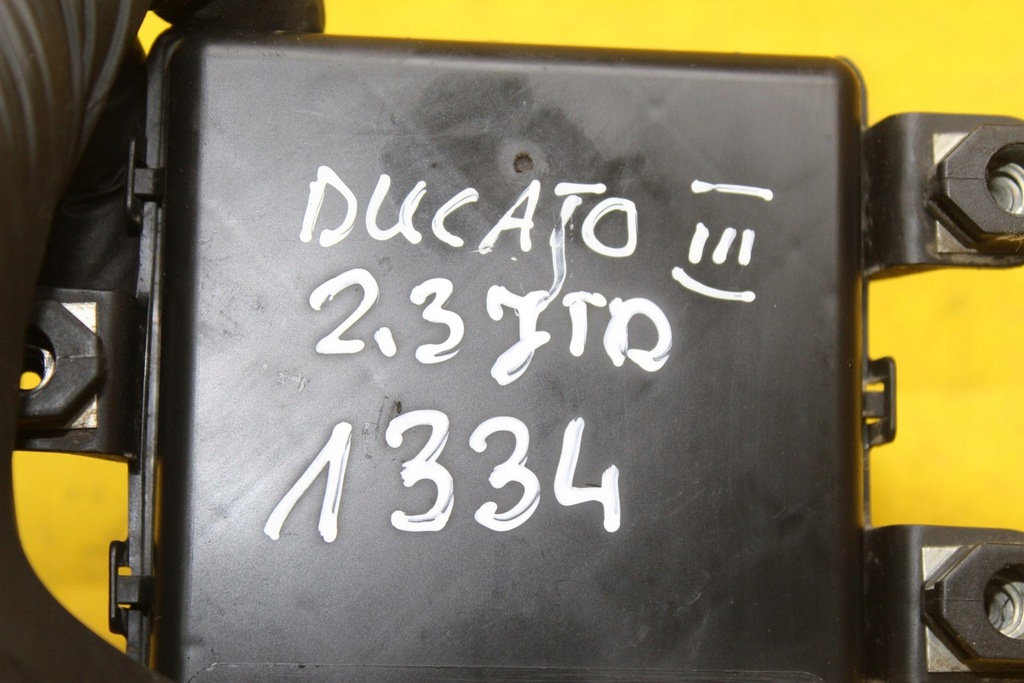 DUCATO III
2.3 JTD
1334